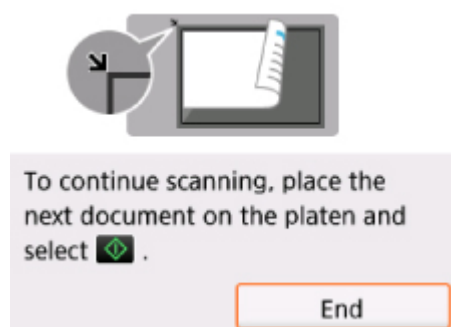 To continue scanning, place the
next document on the platen and
select .
End